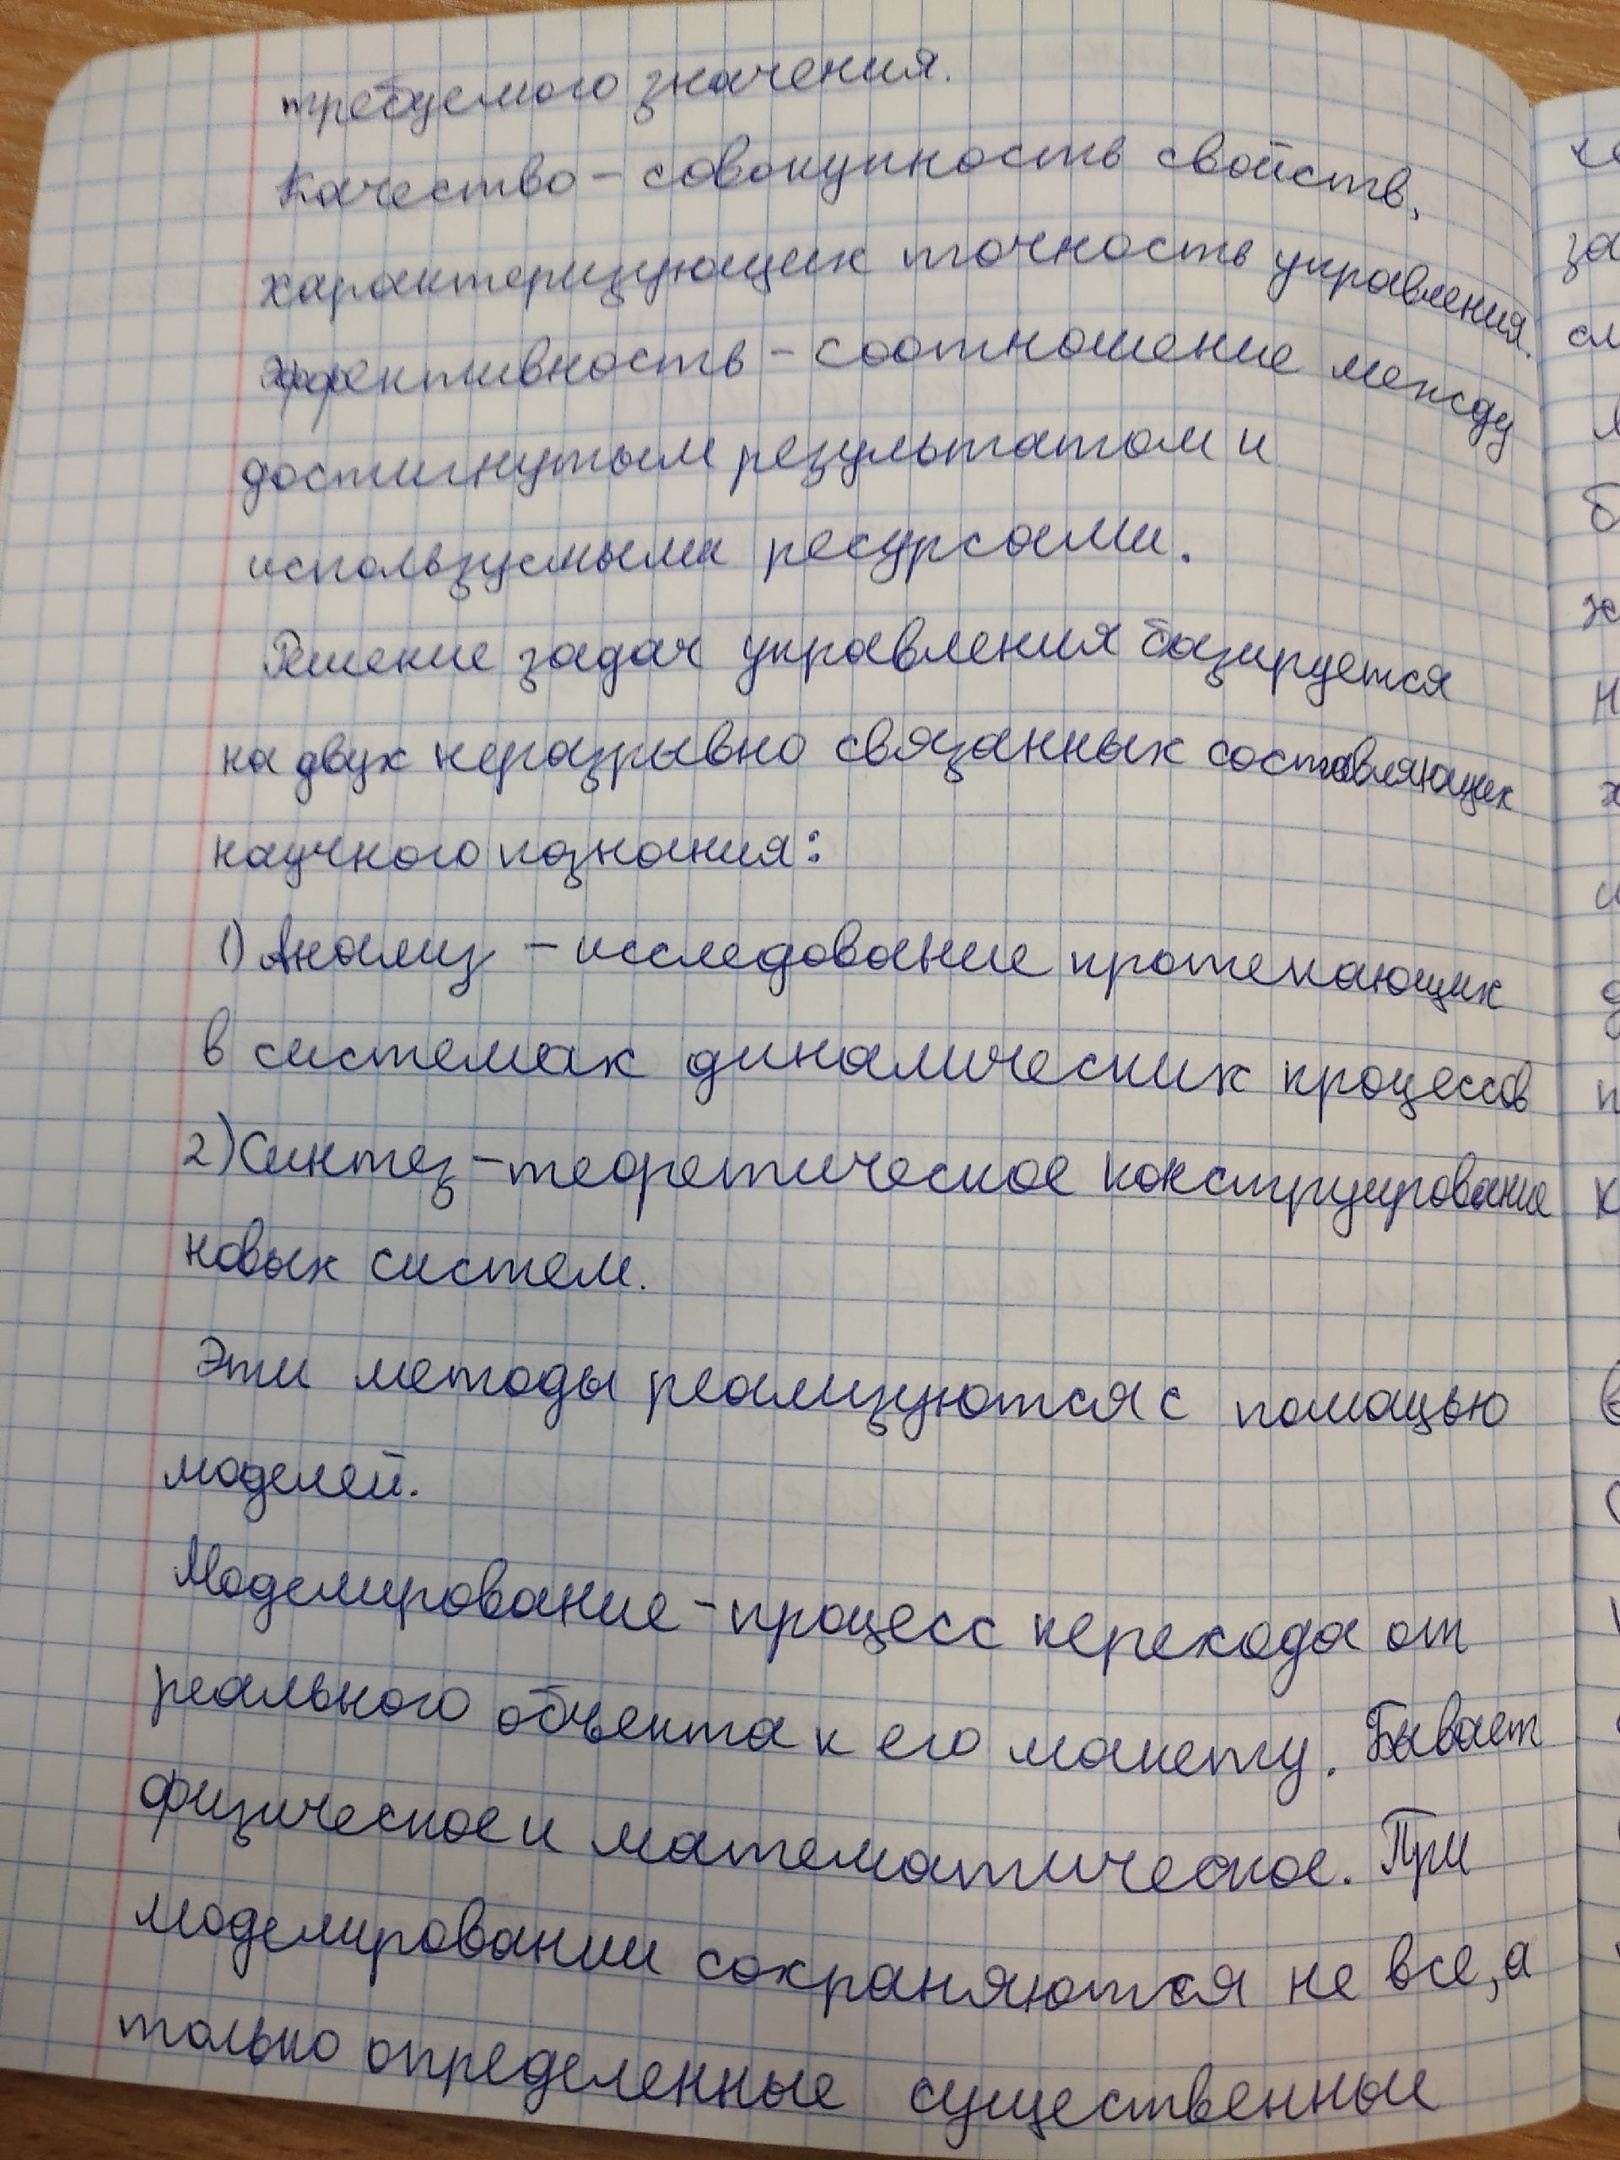 требуемого значения.
Качество – совокупность свойств,
характеризующих точность управления.
Эффективность – соотношение между
достигнутым результатом и
используемыми ресурсами.
Решение задач управления базируется
на двух неразрывно связанных составляющих
научного познания:
1) Анализ – исследование протекающих
в системах динамических процессов
2) Синтез – теоретическое конструирование
новых систем.
Эти методы реализуются с помощью
моделей.
Моделирование – процесс перехода от
реального объекта к его макету. Бывает
физическое и математическое. При
моделировании сохраняются не все, а
только определенные существенные